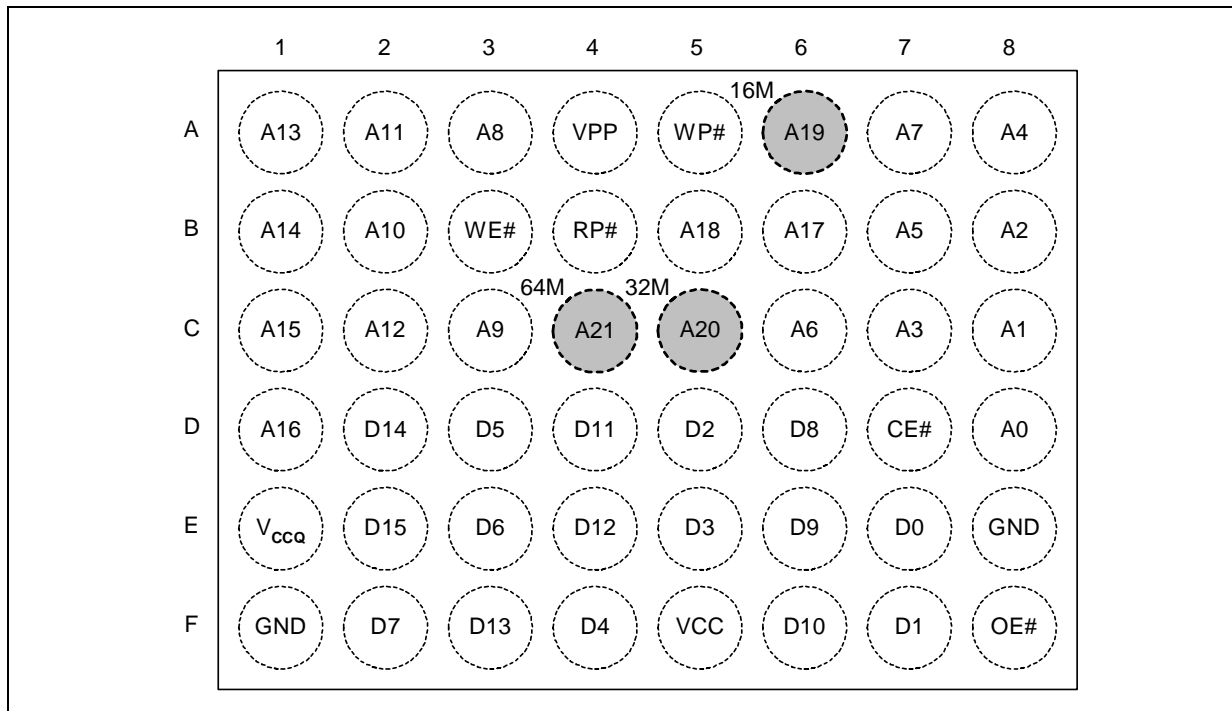 1 2 3 4 5 6 7 8
16M
A A13 A11 A8 VPP WP# A19 A7 A4
B A14 A10 WE# RP# A18 A17 A5 A2
64M 32M
C A15 A12 A9 A21 A20 A6 A3 A1
D A16 D14 D5 D11 D2 D8 CE# A0
E VCCQ D15 D6 D12 D3 D9 D0 GND
F GND D7 D13 D4 VCC D10 D1 OE#